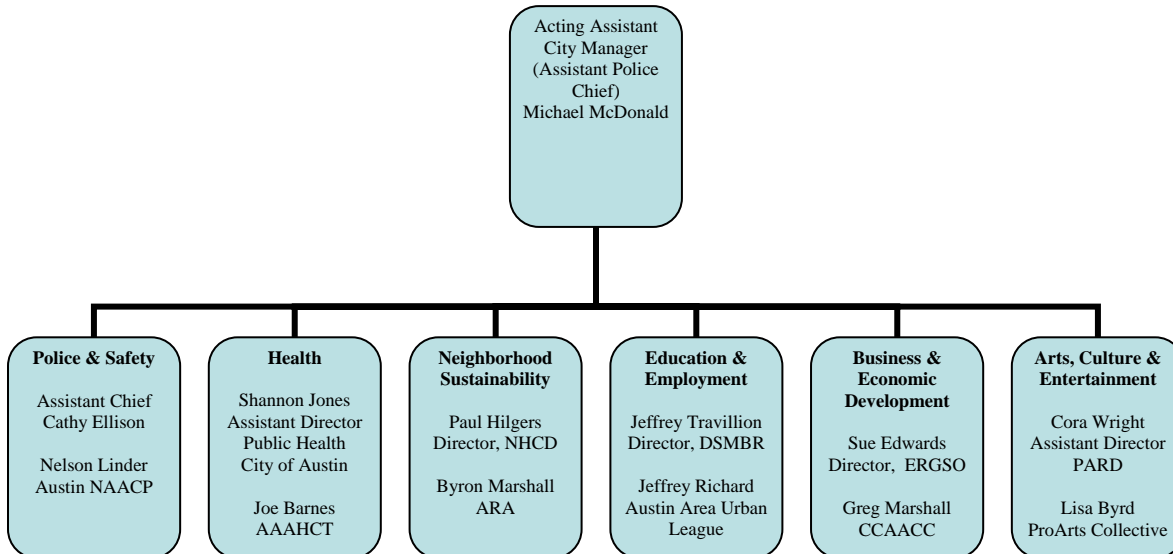 Acting Assistant
City Manager
(Assistant Police
Chief)
Michael McDonald
Police & Safety
Assistant Chief
Cathy Ellison
Nelson Linder
Austin NAACP
Health
Shannon Jones
Assistant Director
Public Health
City of Austin
Joe Barnes
AAAHCT
Neighborhood
Sustainability
Paul Hilgers
Director, NHCD
Byron Marshall
ARA
Education &
Employment
Jeffrey Travillion
Director, DSMBR
Jeffrey Richard
Austin Area Urban
League
Business &
Economic
Development
Sue Edwards
Director, ERGSO
Greg Marshall
CCAACC
Arts, Culture &
Entertainment
Cora Wright
Assistant Director
PARD
Lisa Byrd
ProArts Collective